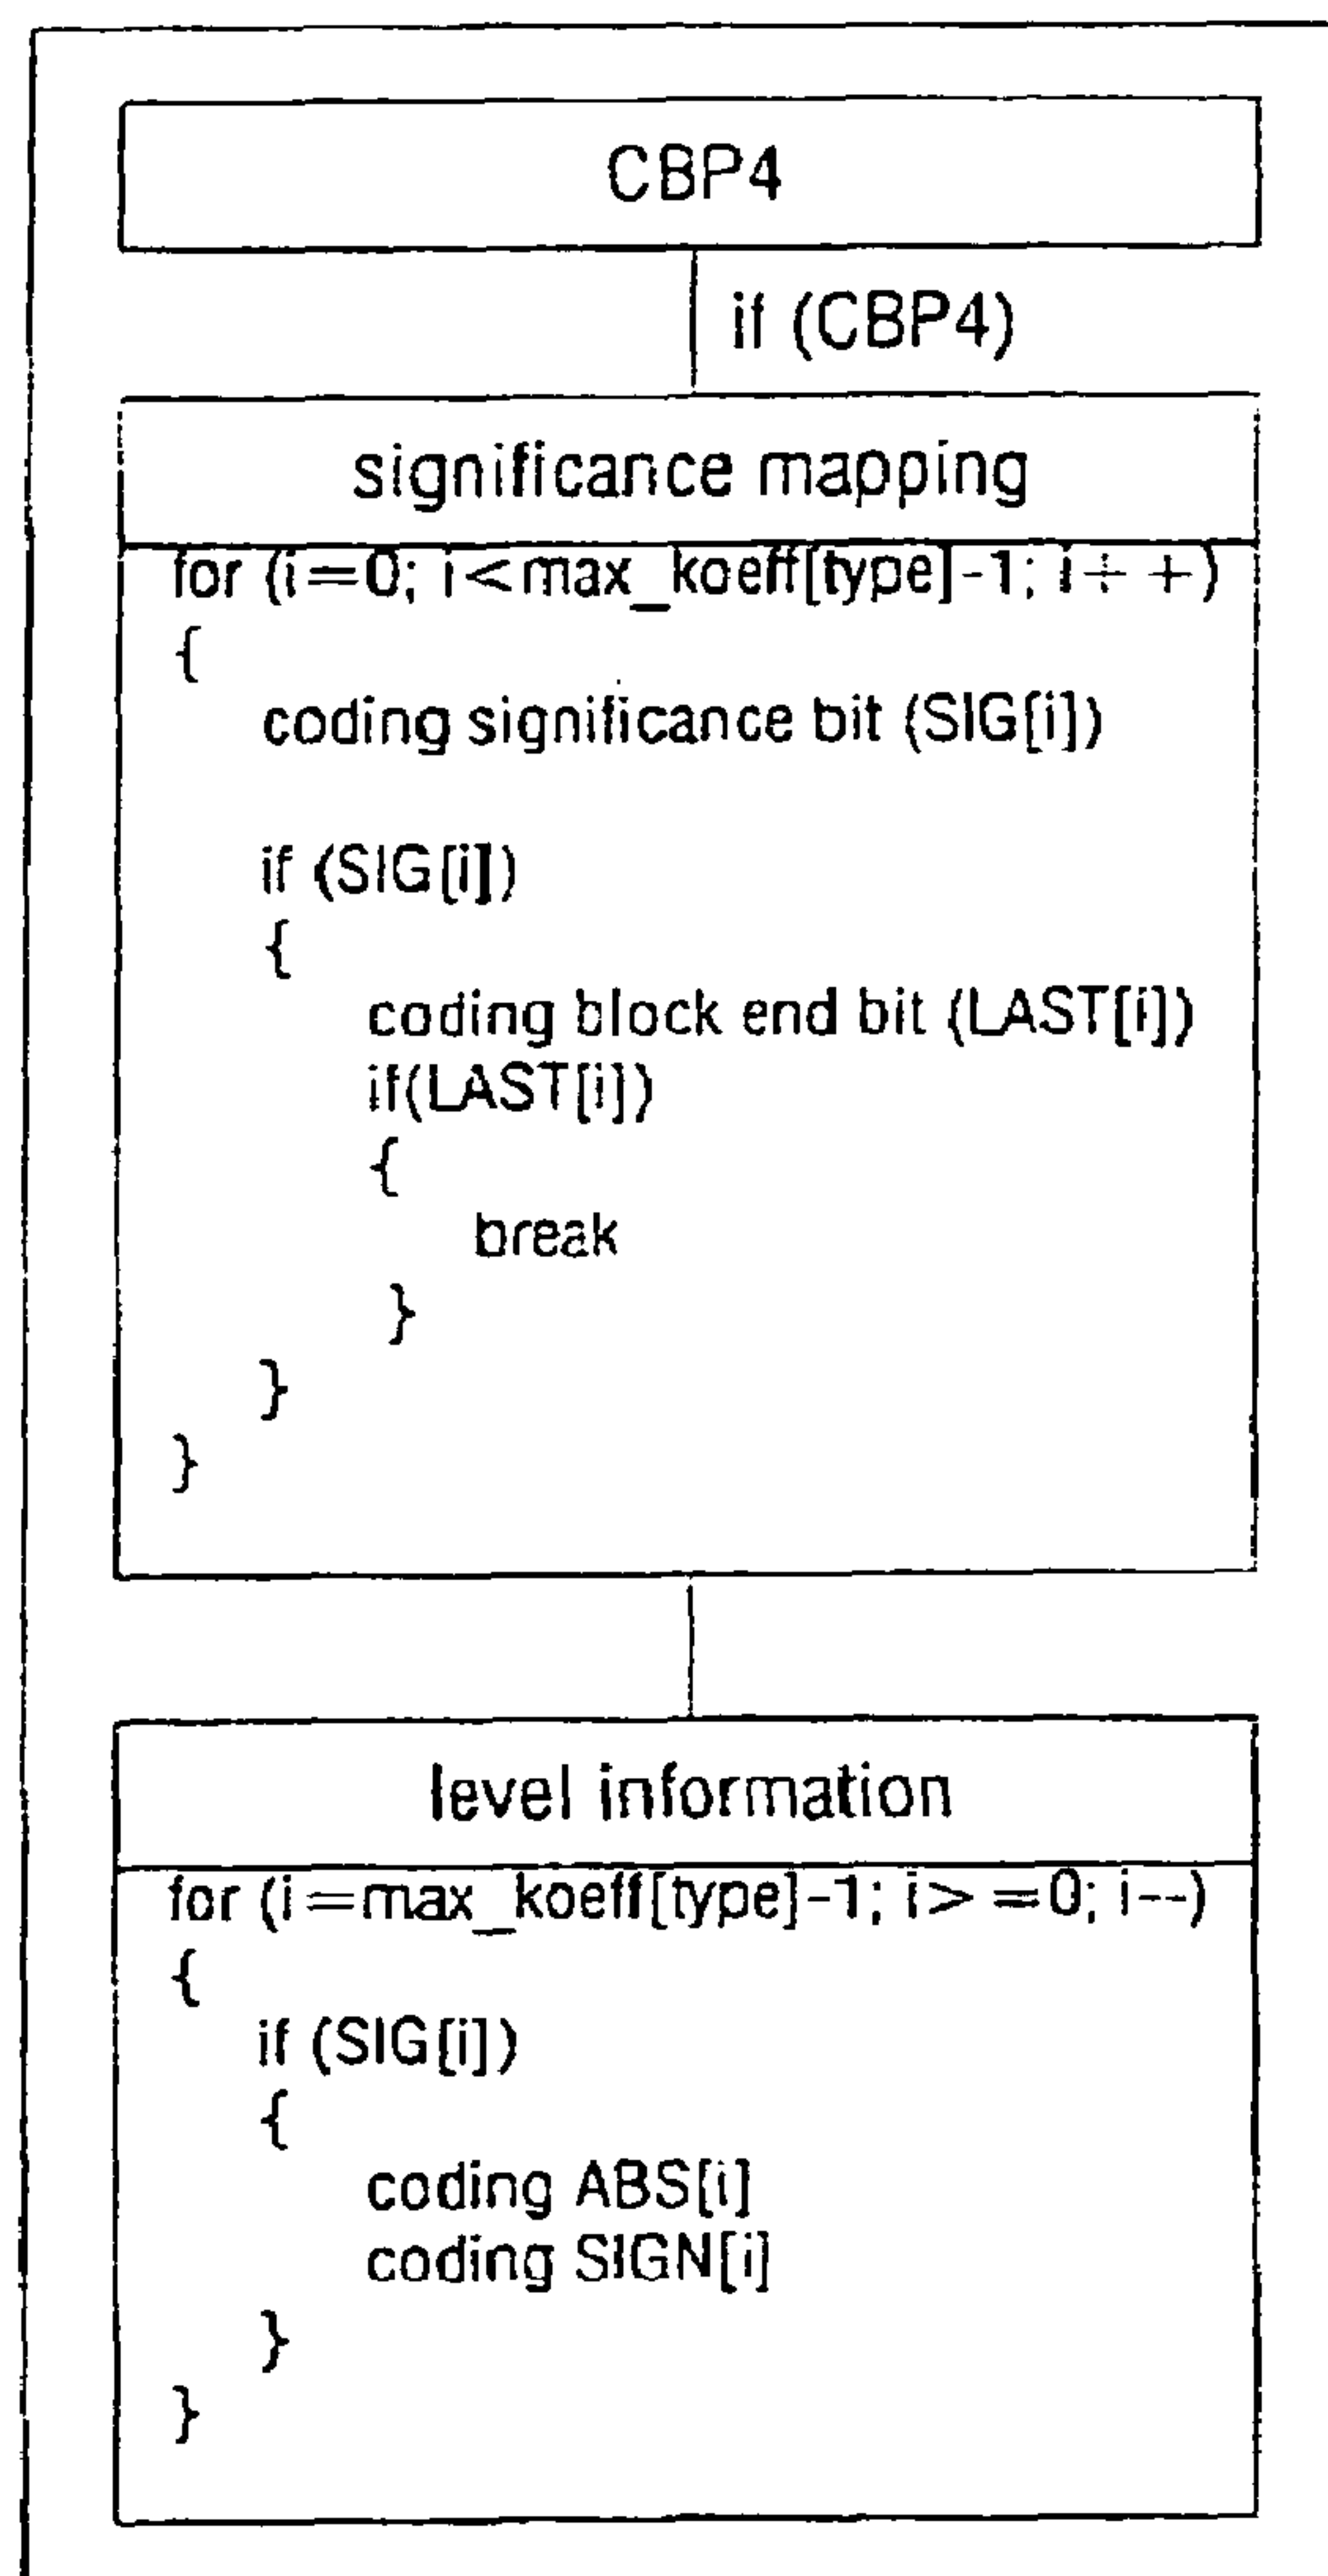 CBP4
if (CBP4)
significance mapping
for (i=0; i<max_koeff[type]-1; i++)
{
coding significance bit (SIG[i])
if (SIG[i])
{
coding block end bit (LAST[i])
if(LAST[i])
{
break
}
}
}
level information
for (i=max_koeff[type]-1; i>=0; i--)
{
if (SIG[i])
{
coding ABS[i]
coding SIGN[i]
}
}